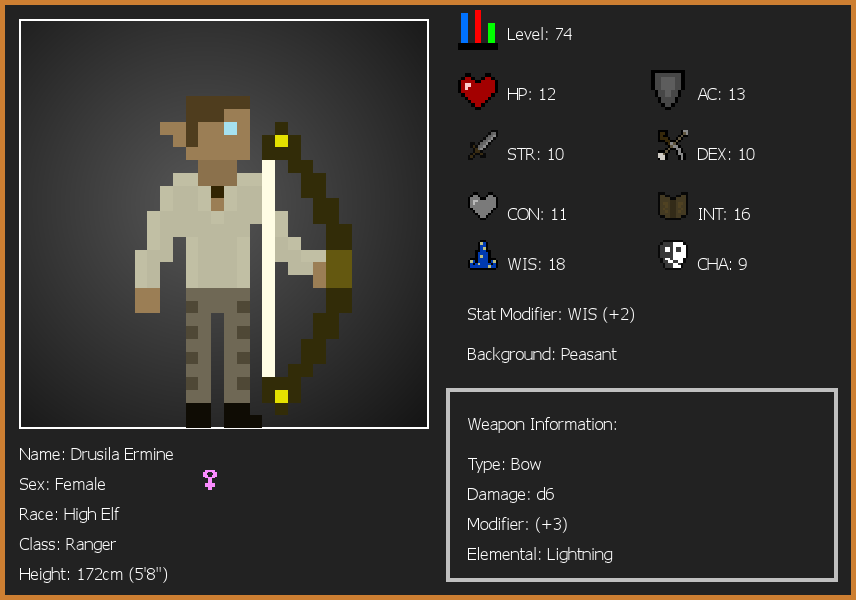 Level: 74
HP: 12
AC: 13
STR: 10
DEX: 10
CON: 11
INT: 16
WIS: 18
CHA: 9
Stat Modifier: WIS (+2)
Background: Peasant
Weapon Information:
Type: Bow
Damage: d6
Modifier: (+3)
Elemental: Lightning
Name: Drusila Ermine
Sex: Female
Race: High Elf
Class: Ranger
Height: 172cm (5'8")